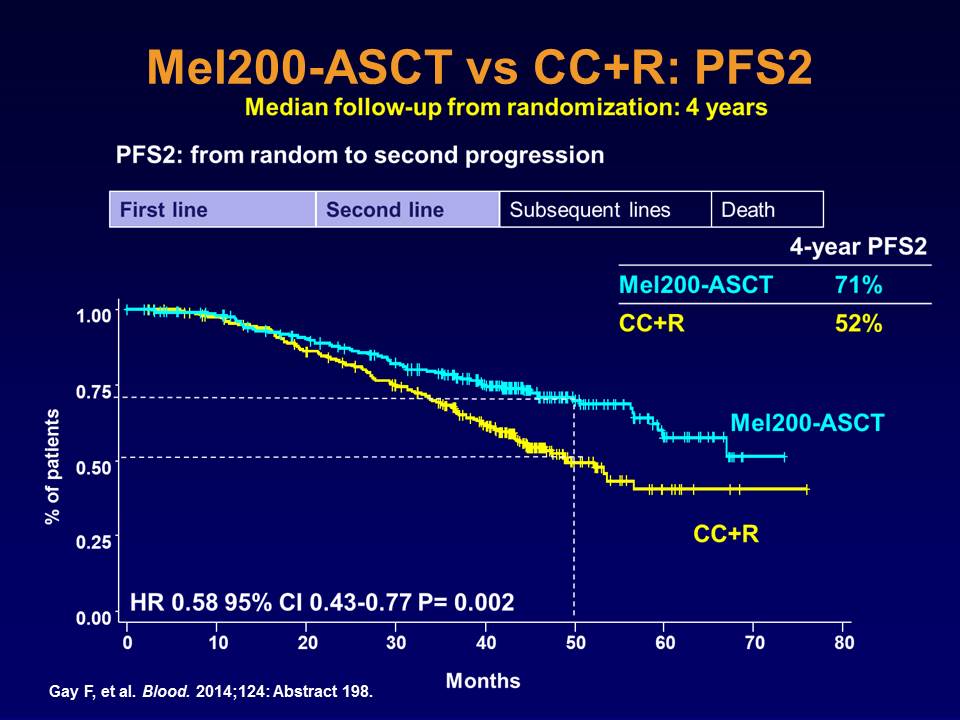 Mel200-ASCT vs CC+R: PFS2
Median follow-up from randomization: 4 years
PFS2: from random to second progression
First line Second line Subsequent lines Death
4-year PFS2
Mel200-ASCT 71%
CC+R 52%
1.00
0.75
0.50
0.25
0.00
% of patients
Mel200-ASCT
CC+R
HR 0.58 95% CI 0.43-0.77 P= 0.002
0 10 20 30 40 50 60 70 80
Months
Gay F, et al. Blood. 2014;124: Abstract 198.